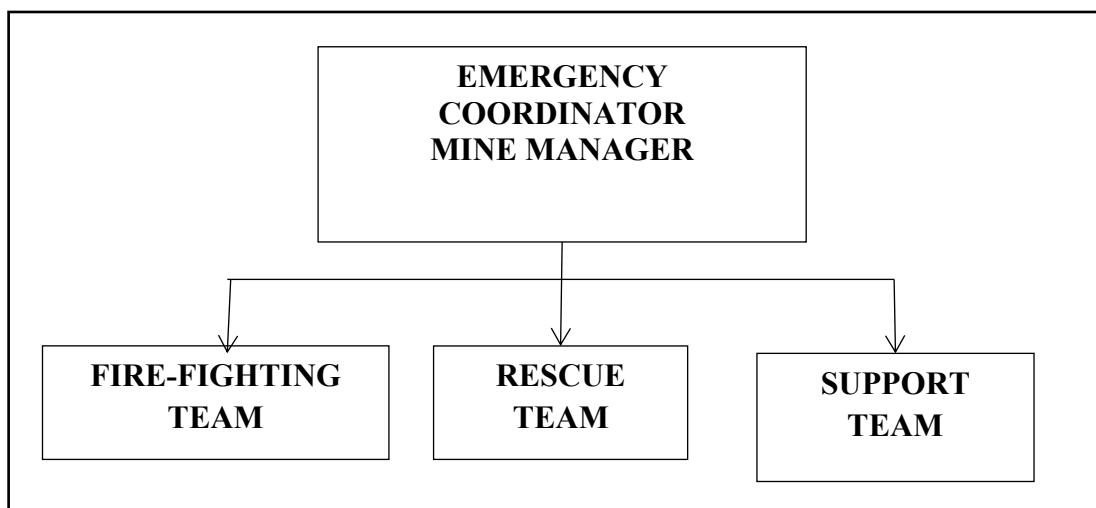 EMERGENCY
COORDINATOR
MINE MANAGER
FIRE-FIGHTING
TEAM
RESCUE
TEAM
SUPPORT
TEAM